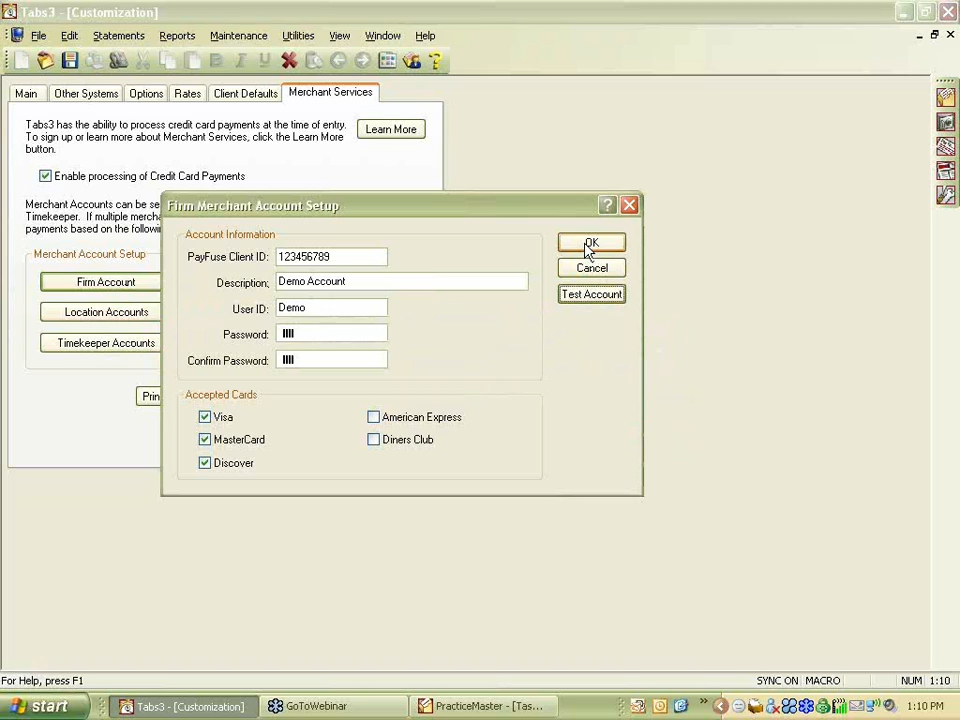 Tabs3 - [Customization]
File Edit Statements Reports Maintenance Utilities View Window Help
Main Other Systems Options Rates Client Defaults Merchant Services
Tabs3 has the ability to process credit card payments at the time of entry.
To sign up or learn more about Merchant Services, click the Learn More
button.
Learn More
Enable processing of Credit Card Payments
Merchant Accounts can be se
Timekeeper. If multiple merch
payments based on the followi
Merchant Account Setup
Firm Account
Location Accounts
Timekeeper Accounts
Prin
Firm Merchant Account Setup
Account Information
PayFuse Client ID: 123456789
Description: Demo Account
User ID: Demo
Password:
Confirm Password:
OK
Cancel
Test Account
Accepted Cards
Visa
American Express
MasterCard
Diners Club
Discover
For Help, press F1
SYNC ON MACRO NUM 1:10
start
Tabs3 - [Customization]
GoToWebinar
PracticeMaster - [Tas...
1:10 PM